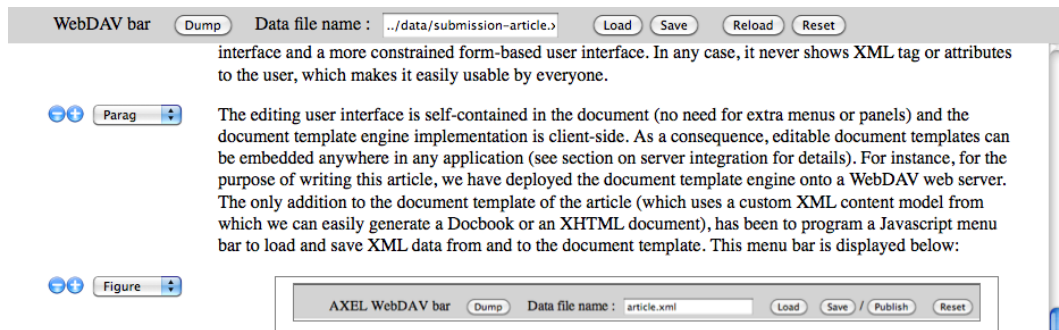 WebDAV bar Dump Data file name : ../data/submission-article.x Load Save Reload Reset
interface and a more constrained form-based user interface. In any case, it never shows XML tag or attributes
to the user, which makes it easily usable by everyone.
Parag The editing user interface is self-contained in the document (no need for extra menus or panels) and the
document template engine implementation is client-side. As a consequence, editable document templates can
be embedded anywhere in any application (see section on server integration for details). For instance, for the
purpose of writing this article, we have deployed the document template engine onto a WebDAV web server.
The only addition to the document template of the article (which uses a custom XML content model from
which we can easily generate a Docbook or an XHTML document), has been to program a Javascript menu
bar to load and save XML data from and to the document template. This menu bar is displayed below:
Figure
AXEL WebDAV bar Dump Data file name : article.xml Load Save / Publish Reset